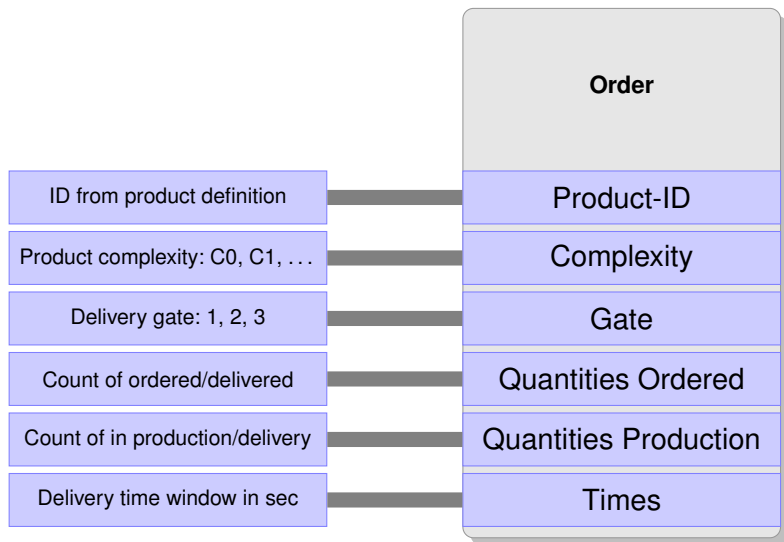 Order
ID from product definition
Product-ID
Product complexity: C0, C1, . . .
Complexity
Delivery gate: 1, 2, 3
Gate
Count of ordered/delivered
Quantities Ordered
Count of in production/delivery
Quantities Production
Delivery time window in sec
Times